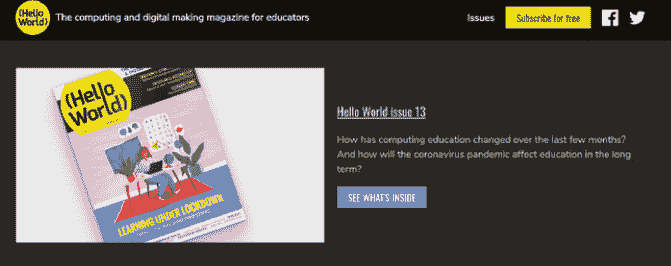 {Hello
World}
The computing and digital making magazine for educators
Issues
Subscribe for free
{Hello
World}
Hello World issue 13
How has computing education changed over the last few months?
And how will the coronavirus pandemic affect education in the long
term?
SEE WHAT'S INSIDE
LEARNING UNDER LOCKDOWN